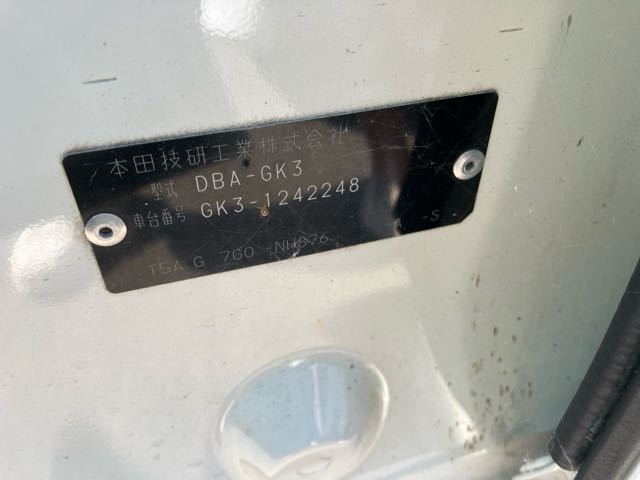 本田技研工業株式会社
型式 DBA-GK3
車台番号 GK3-1242248
T5A G 7G0 -NH876 A -S-